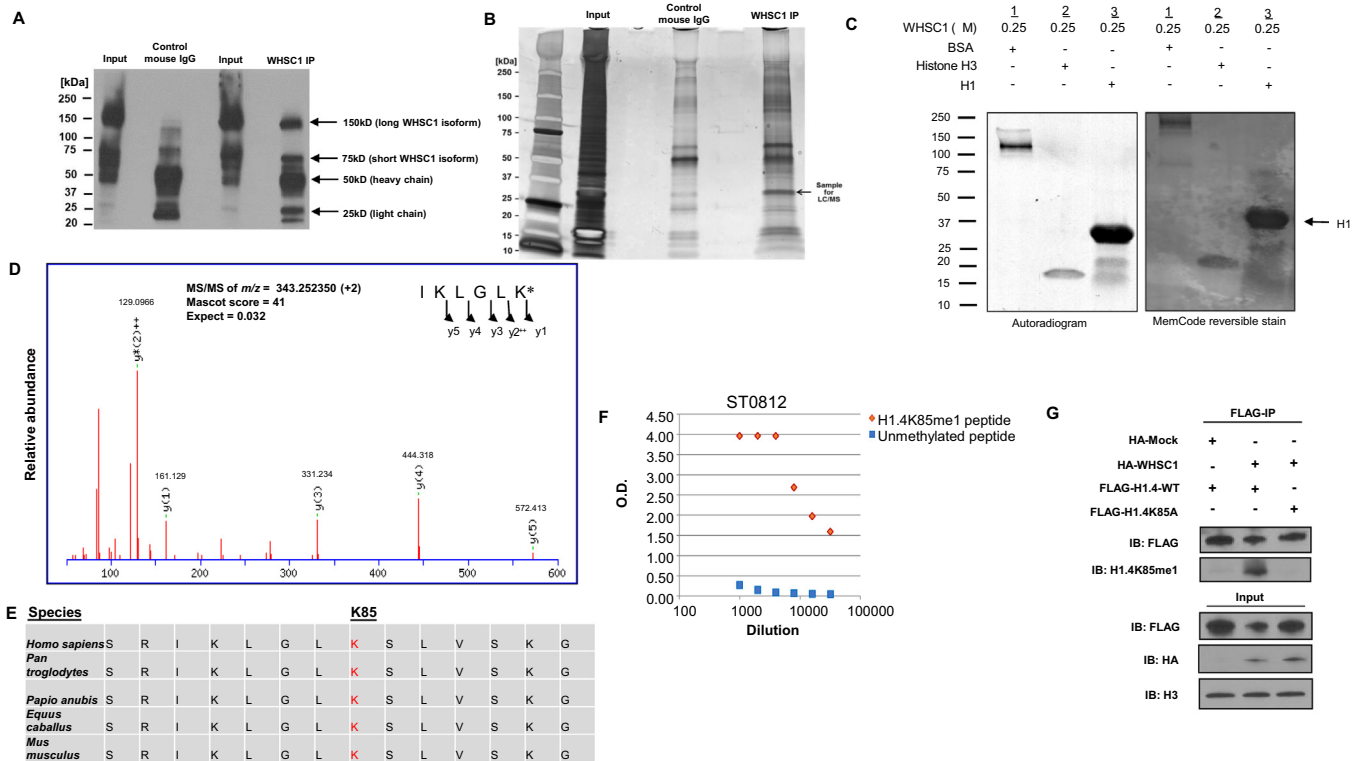 A
Input
Control mouse IgG
Input
WHSC1 IP
[kDa]
250
150
100
75
50
37
25
20
150kD (long WHSC1 isoform)
75kD (short WHSC1 isoform)
50kD (heavy chain)
25kD (light chain)
B
Input
Control mouse IgG
WHSC1 IP
[kDa]
250
150
100
75
50
37
25
20
15
10
Sample for LC/MS
C
1 2 3 1 2 3
WHSC1 ( M) 0.25 0.25 0.25 0.25 0.25 0.25
BSA + - - + - -
Histone H3 - + - - + -
H1 - - + - - +
250
150
100
75
50
37
25
20
15
10
H1
Autoradiogram
MemCode reversible stain
D
MS/MS of m/z = 343.252350 (+2)
Mascot score = 41
Expect = 0.032
I K L G L K*
y5 y4 y3 y2++ y1
Relative abundance
129.0966
y*(2)++
161.129
y(1)
331.234
y(3)
444.318
y(4)
572.413
y(5)
100 200 300 400 500 600
E
Species K85
Homo sapiens S R I K L G L K S L V S K G
Pan troglodytes S R I K L G L K S L V S K G
Papio anubis S R I K L G L K S L V S K G
Equus caballus S R I K L G L K S L V S K G
Mus musculus S R I K L G L K S L V S K G
F
ST0812
O.D.
4.50
4.00
3.50
3.00
2.50
2.00
1.50
1.00
0.50
0.00
100 1000 10000 100000
Dilution
H1.4K85me1 peptide
Unmethylated peptide
G
FLAG-IP
HA-Mock + - -
HA-WHSC1 - + +
FLAG-H1.4-WT + + -
FLAG-H1.4K85A - - +
IB: FLAG
IB: H1.4K85me1
Input
IB: FLAG
IB: HA
IB: H3